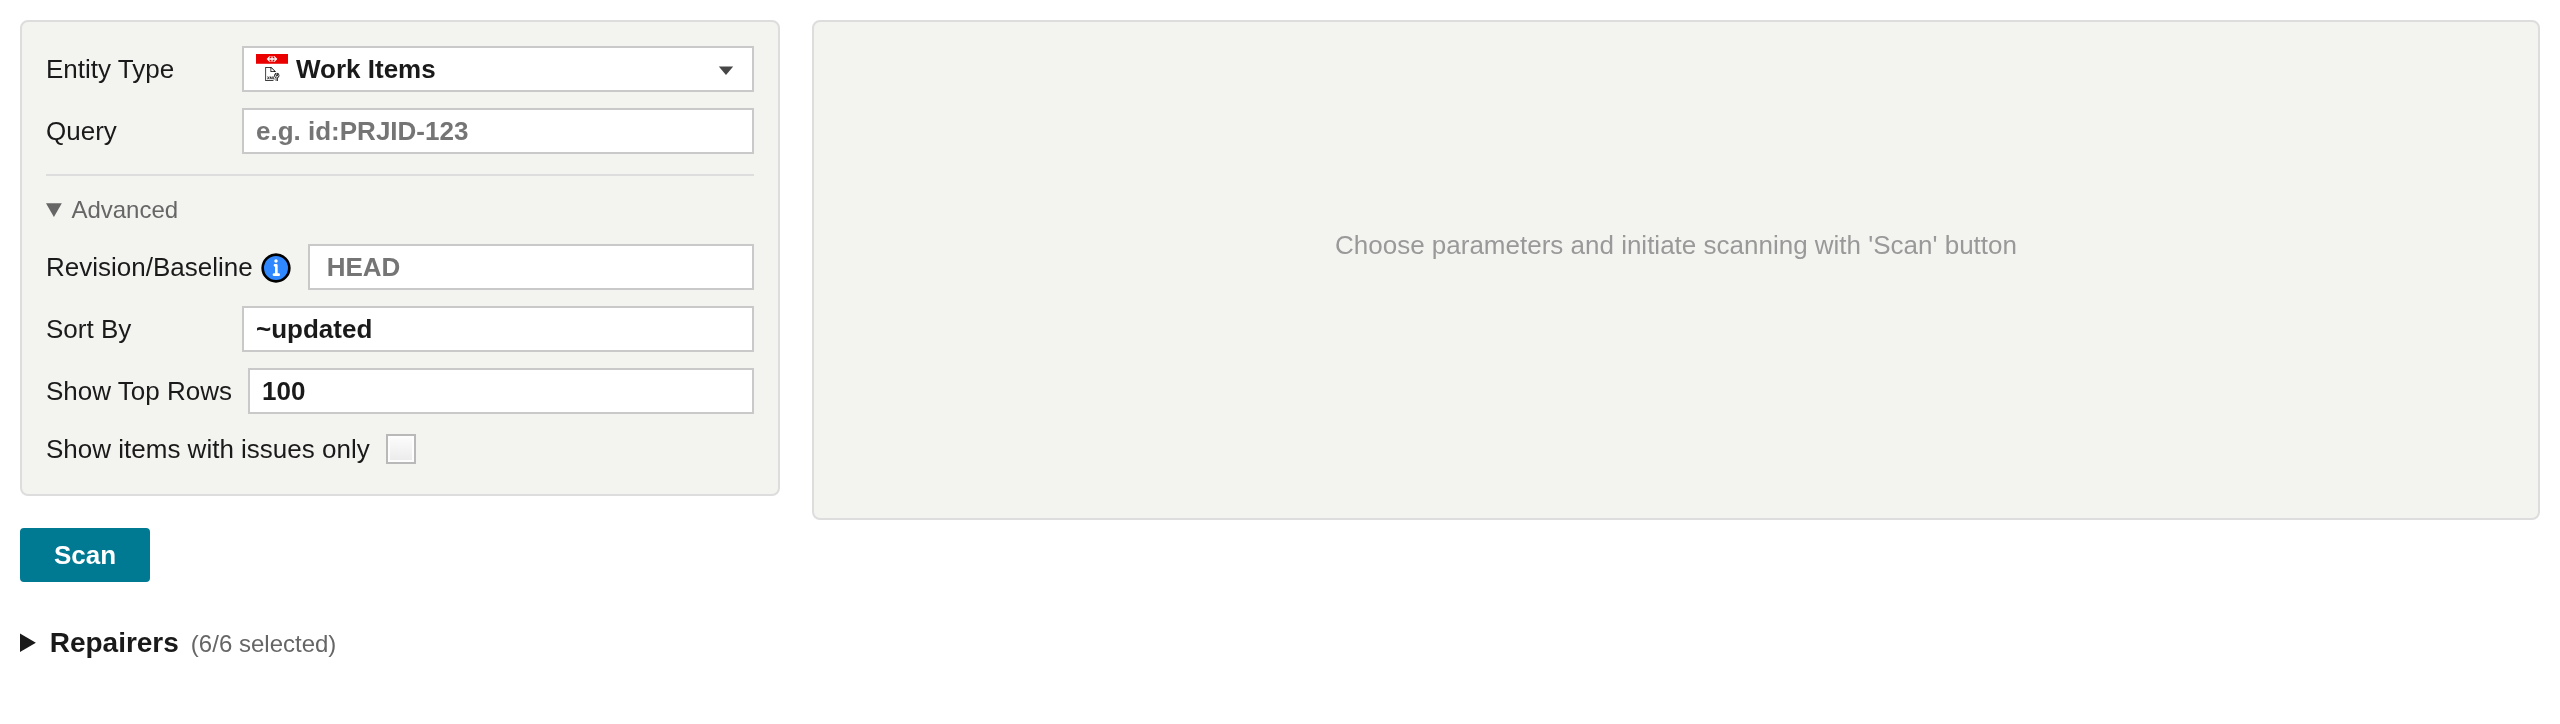 Entity Type
Work Items
Query
e.g. id:PRJID-123
Advanced
Revision/Baseline
HEAD
Sort By
~updated
Show Top Rows
100
Show items with issues only
Scan
Repairers (6/6 selected)
Choose parameters and initiate scanning with 'Scan' button